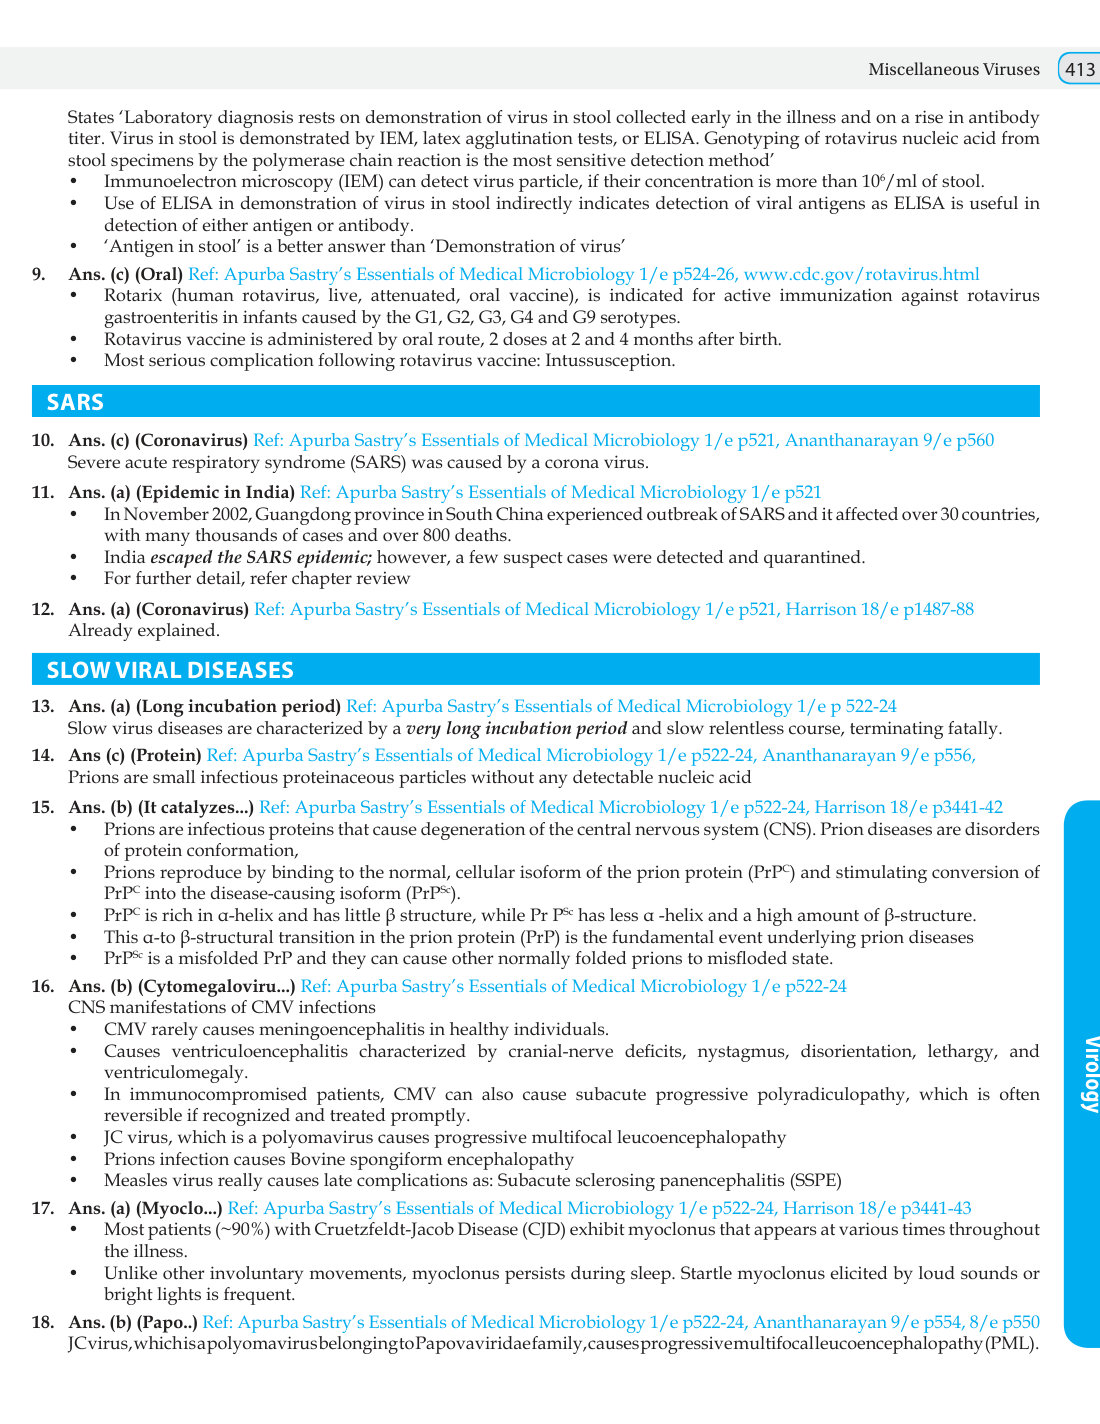 Miscellaneous Viruses 413
States ‘Laboratory diagnosis rests on demonstration of virus in stool collected early in the illness and on a rise in antibody
titer. Virus in stool is demonstrated by IEM, latex agglutination tests, or ELISA. Genotyping of rotavirus nucleic acid from
stool specimens by the polymerase chain reaction is the most sensitive detection method’
• Immunoelectron microscopy (IEM) can detect virus particle, if their concentration is more than 10⁶/ml of stool.
• Use of ELISA in demonstration of virus in stool indirectly indicates detection of viral antigens as ELISA is useful in
detection of either antigen or antibody.
• ‘Antigen in stool’ is a better answer than ‘Demonstration of virus’
9. Ans. (c) (Oral) Ref: Apurba Sastry’s Essentials of Medical Microbiology 1/e p524-26, www.cdc.gov/rotavirus.html
• Rotarix (human rotavirus, live, attenuated, oral vaccine), is indicated for active immunization against rotavirus
gastroenteritis in infants caused by the G1, G2, G3, G4 and G9 serotypes.
• Rotavirus vaccine is administered by oral route, 2 doses at 2 and 4 months after birth.
• Most serious complication following rotavirus vaccine: Intussusception.
SARS
10. Ans. (c) (Coronavirus) Ref: Apurba Sastry’s Essentials of Medical Microbiology 1/e p521, Ananthanarayan 9/e p560
Severe acute respiratory syndrome (SARS) was caused by a corona virus.
11. Ans. (a) (Epidemic in India) Ref: Apurba Sastry’s Essentials of Medical Microbiology 1/e p521
• In November 2002, Guangdong province in South China experienced outbreak of SARS and it affected over 30 countries,
with many thousands of cases and over 800 deaths.
• India escaped the SARS epidemic; however, a few suspect cases were detected and quarantined.
• For further detail, refer chapter review
12. Ans. (a) (Coronavirus) Ref: Apurba Sastry’s Essentials of Medical Microbiology 1/e p521, Harrison 18/e p1487-88
Already explained.
SLOW VIRAL DISEASES
13. Ans. (a) (Long incubation period) Ref: Apurba Sastry’s Essentials of Medical Microbiology 1/e p 522-24
Slow virus diseases are characterized by a very long incubation period and slow relentless course, terminating fatally.
14. Ans (c) (Protein) Ref: Apurba Sastry’s Essentials of Medical Microbiology 1/e p522-24, Ananthanarayan 9/e p556,
Prions are small infectious proteinaceous particles without any detectable nucleic acid
15. Ans. (b) (It catalyzes...) Ref: Apurba Sastry’s Essentials of Medical Microbiology 1/e p522-24, Harrison 18/e p3441-42
• Prions are infectious proteins that cause degeneration of the central nervous system (CNS). Prion diseases are disorders
of protein conformation,
• Prions reproduce by binding to the normal, cellular isoform of the prion protein (PrPᶜ) and stimulating conversion of
PrPᶜ into the disease-causing isoform (PrPˢᶜ).
• PrPᶜ is rich in α-helix and has little β structure, while Pr Pˢᶜ has less α -helix and a high amount of β-structure.
• This α-to β-structural transition in the prion protein (PrP) is the fundamental event underlying prion diseases
• PrPˢᶜ is a misfolded PrP and they can cause other normally folded prions to misfloded state.
16. Ans. (b) (Cytomegaloviru...) Ref: Apurba Sastry’s Essentials of Medical Microbiology 1/e p522-24
CNS manifestations of CMV infections
• CMV rarely causes meningoencephalitis in healthy individuals.
• Causes ventriculoencephalitis characterized by cranial-nerve deficits, nystagmus, disorientation, lethargy, and
ventriculomegaly.
• In immunocompromised patients, CMV can also cause subacute progressive polyradiculopathy, which is often
reversible if recognized and treated promptly.
• JC virus, which is a polyomavirus causes progressive multifocal leucoencephalopathy
• Prions infection causes Bovine spongiform encephalopathy
• Measles virus really causes late complications as: Subacute sclerosing panencephalitis (SSPE)
17. Ans. (a) (Myoclo...) Ref: Apurba Sastry’s Essentials of Medical Microbiology 1/e p522-24, Harrison 18/e p3441-43
• Most patients (~90%) with Cruetzfeldt-Jacob Disease (CJD) exhibit myoclonus that appears at various times throughout
the illness.
• Unlike other involuntary movements, myoclonus persists during sleep. Startle myoclonus elicited by loud sounds or
bright lights is frequent.
18. Ans. (b) (Papo..) Ref: Apurba Sastry’s Essentials of Medical Microbiology 1/e p522-24, Ananthanarayan 9/e p554, 8/e p550
JC virus, which is a polyomavirus belonging to Papovaviridae family, causes progressive multifocal leucoencephalopathy (PML).
Virology